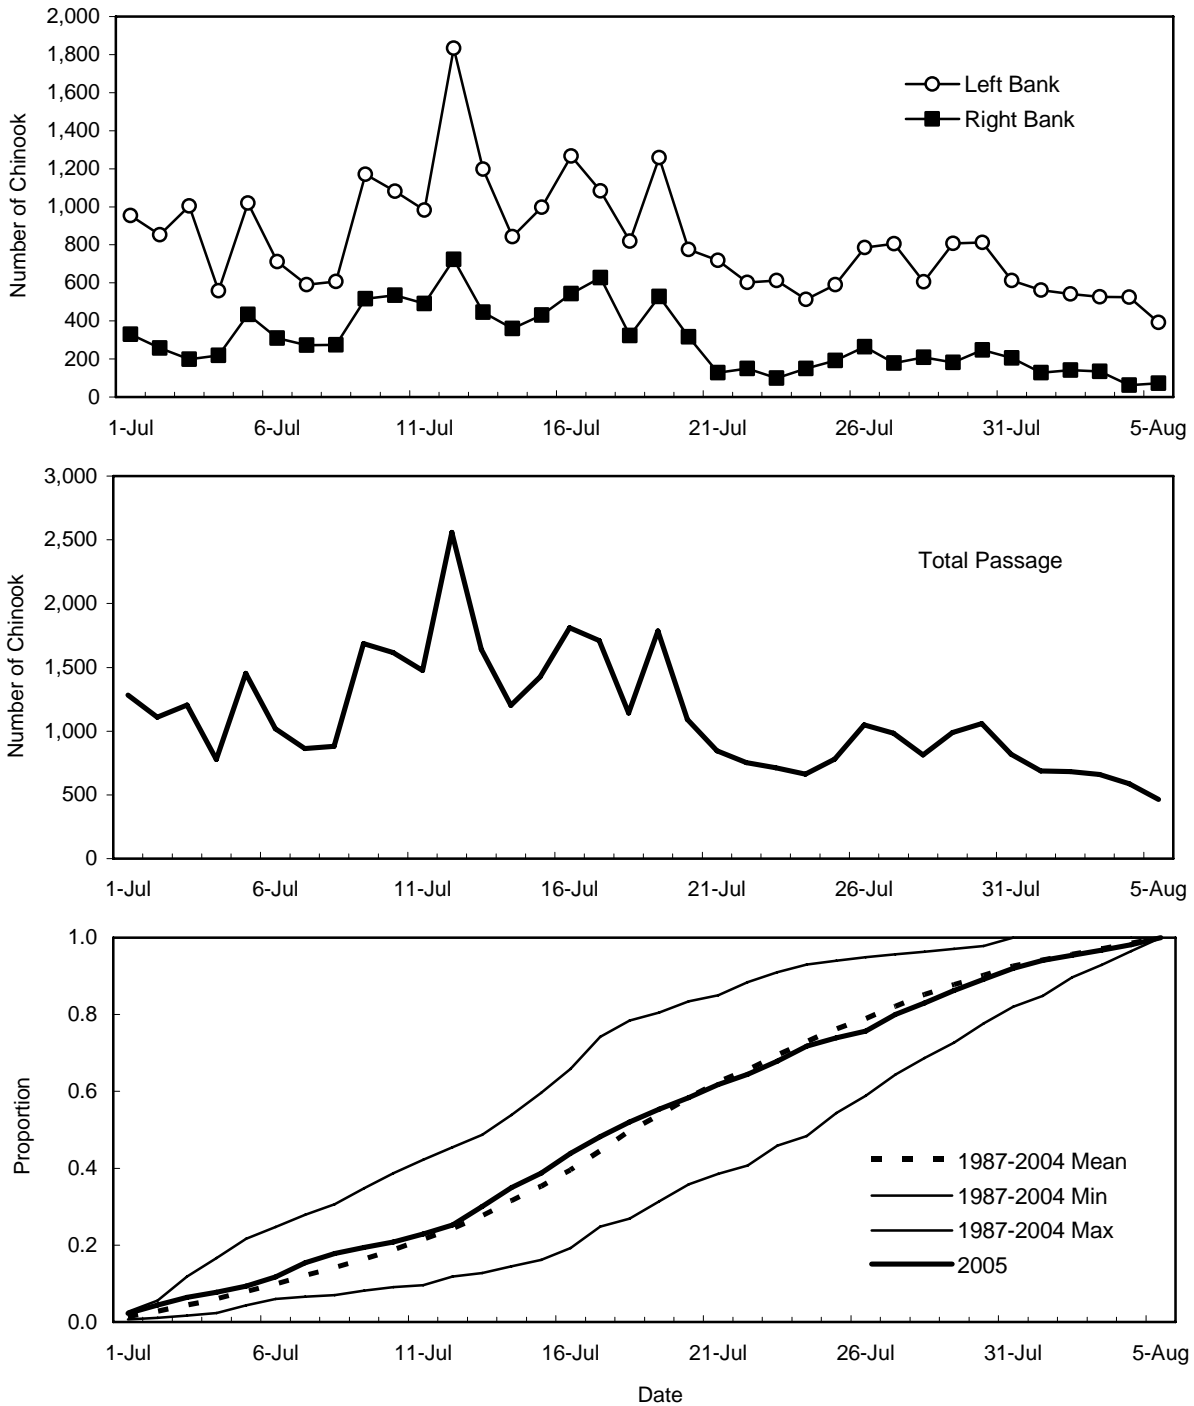 2,000
1,800
1,600
1,400
1,200
1,000
800
600
400
200
0
Number of Chinook
Left Bank
Right Bank
1-Jul 6-Jul 11-Jul 16-Jul 21-Jul 26-Jul 31-Jul 5-Aug
3,000
2,500
2,000
1,500
1,000
500
0
Number of Chinook
Total Passage
1-Jul 6-Jul 11-Jul 16-Jul 21-Jul 26-Jul 31-Jul 5-Aug
1.0
0.8
0.6
0.4
0.2
0.0
Proportion
1987-2004 Mean
1987-2004 Min
1987-2004 Max
2005
1-Jul 6-Jul 11-Jul 16-Jul 21-Jul 26-Jul 31-Jul 5-Aug
Date